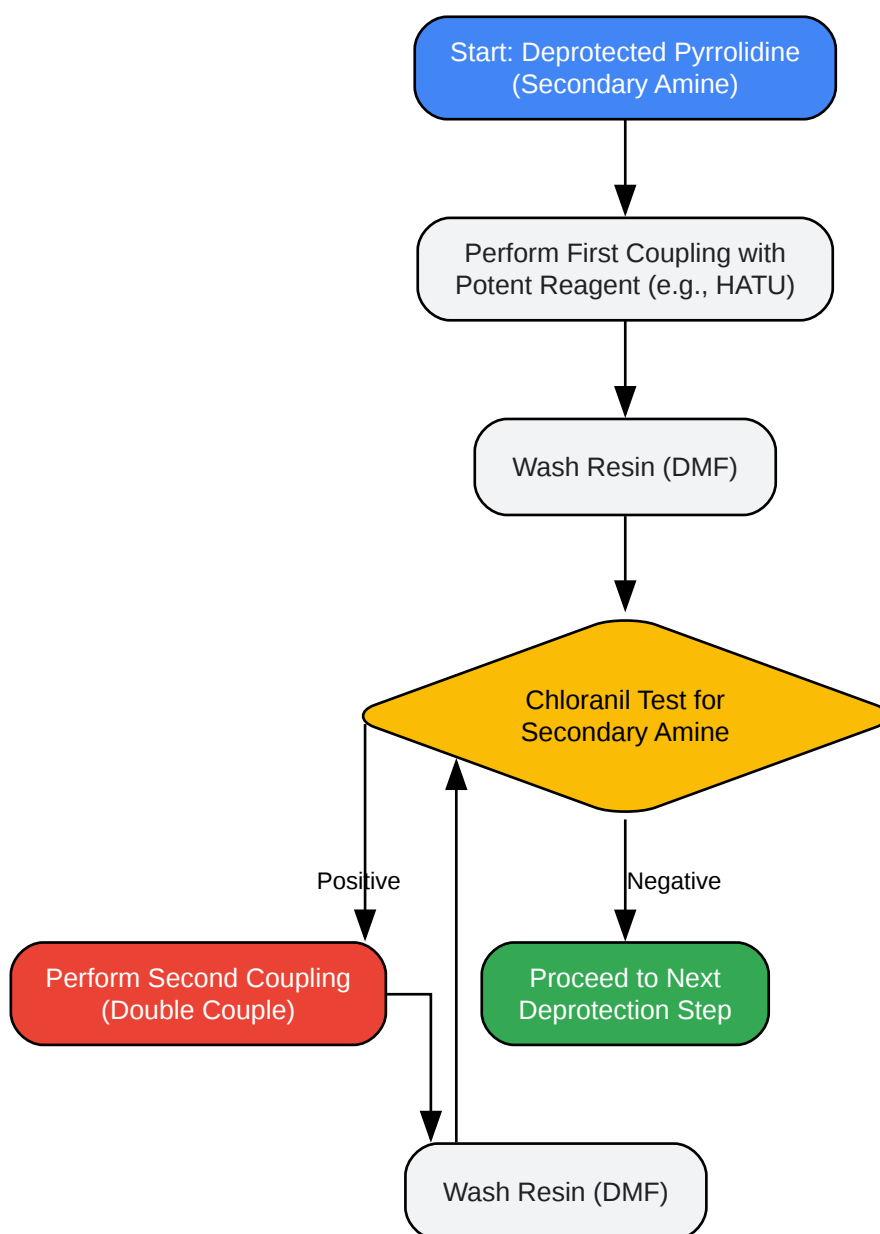 Start: Deprotected Pyrrolidine
(Secondary Amine)
Perform First Coupling with
Potent Reagent (e.g., HATU)
Wash Resin (DMF)
Chloranil Test for
Secondary Amine
Positive
Negative
Perform Second Coupling
(Double Couple)
Proceed to Next
Deprotection Step
Wash Resin (DMF)